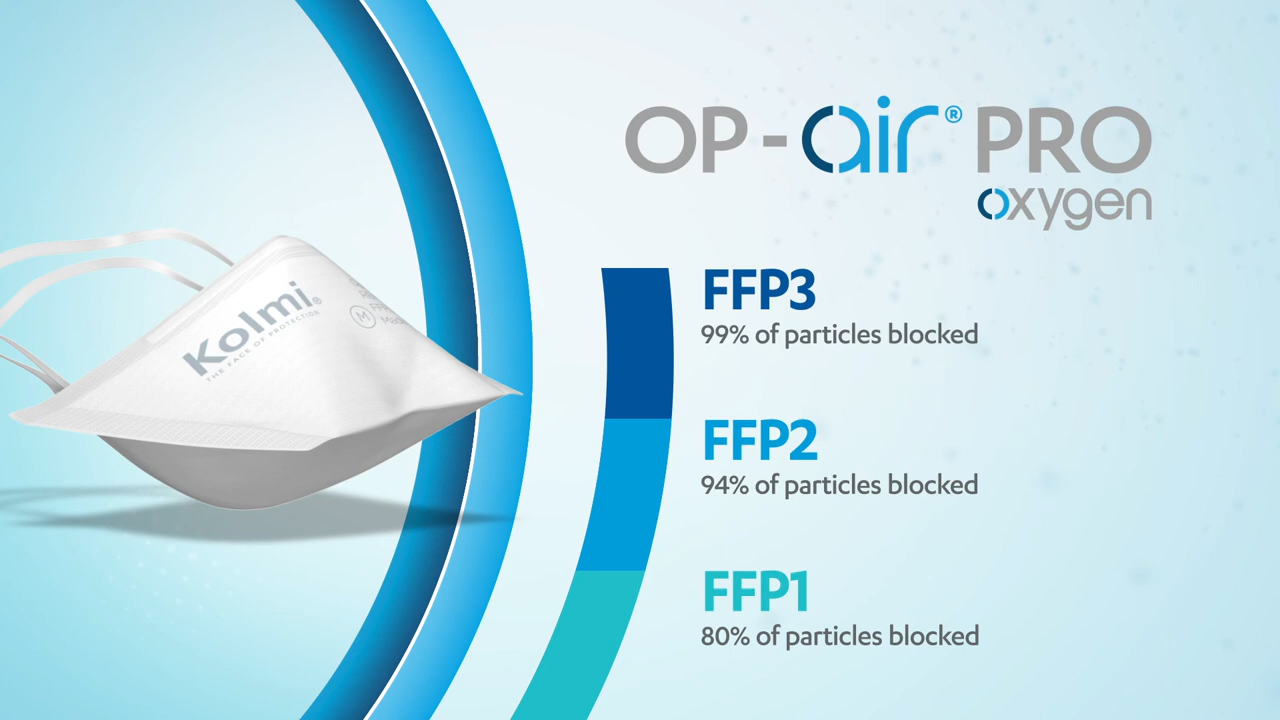 OP-air® PRO
oxygen
Kolmi®
THE FACE OF PROTECTION
M
FFP3
99% of particles blocked
FFP2
94% of particles blocked
FFP1
80% of particles blocked